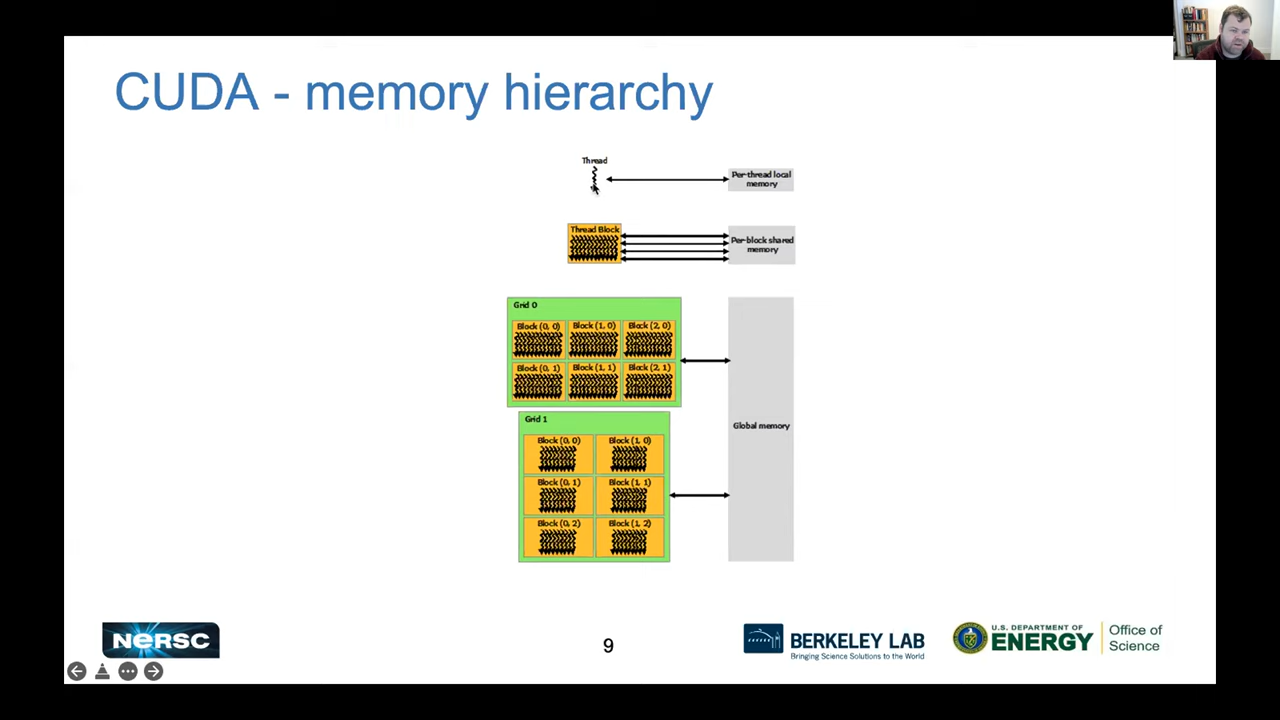 CUDA - memory hierarchy
Thread
Per-thread local
memory
Thread Block
Per-block shared
memory
Grid 0
Block (0, 0)
Block (1, 0)
Block (2, 0)
Block (0, 1)
Block (1, 1)
Block (2, 1)
Global memory
Grid 1
Block (0, 0)
Block (1, 0)
Block (0, 1)
Block (1, 1)
Block (0, 2)
Block (1, 2)
NERSC
9
BERKELEY LAB
Bringing Science Solutions to the World
U.S. DEPARTMENT OF
ENERGY
Office of
Science